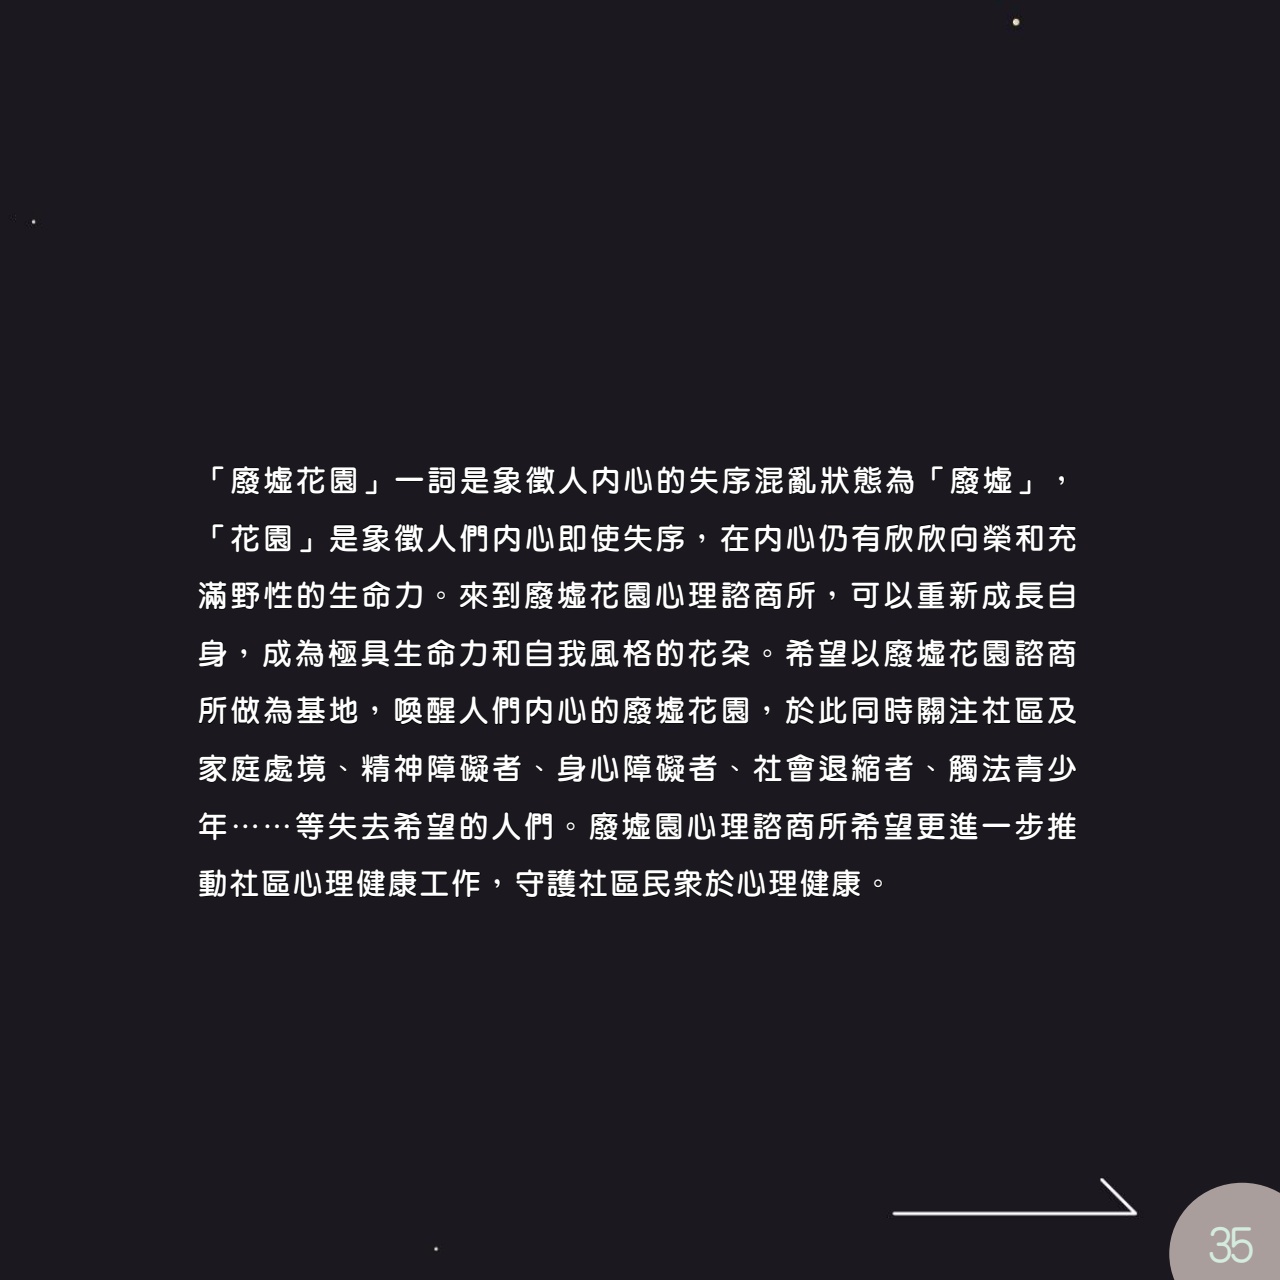 「廢墟花園」一詞是象徵人内心的失序混亂狀態為「廢墟」，
「花園」是象徵人們内心即使失序，在内心仍有欣欣向榮和充
滿野性的生命力。來到廢墟花園心理諮商所，可以重新成長自
身，成為極具生命力和自我風格的花朶。希望以廢墟花園諮商
所做為基地，喚醒人們内心的廢墟花園，於此同時關注社區及
家庭處境、精神障礙者、身心障礙者、社會退縮者、觸法青少
年……等失去希望的人們。廢墟園心理諮商所希望更進一步推
動社區心理健康工作，守護社區民衆於心理健康。
35